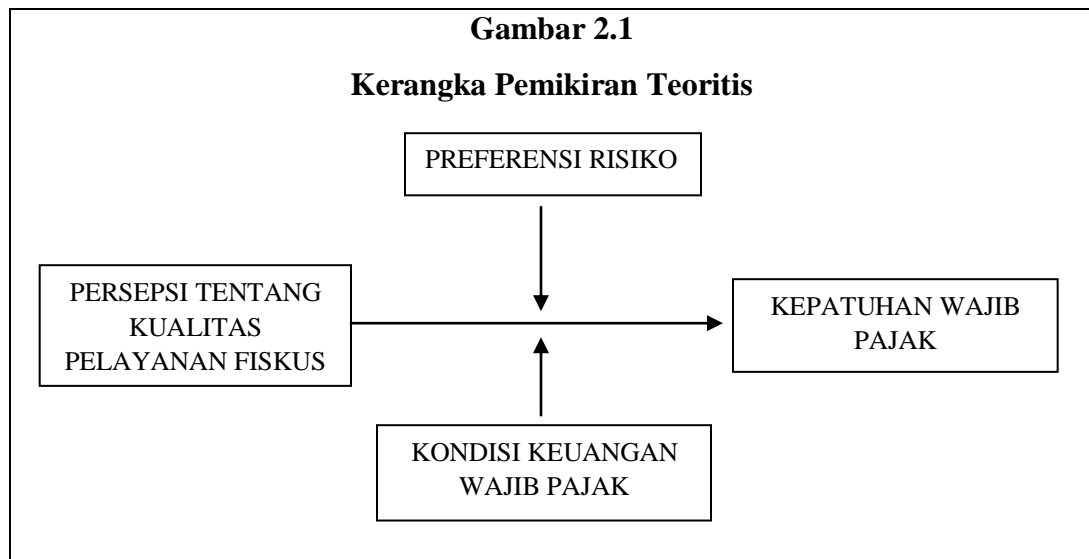 Gambar 2.1
Kerangka Pemikiran Teoritis
PREFERENSI RISIKO
PERSEPSI TENTANG
KUALITAS
PELAYANAN FISKUS
KEPATUHAN WAJIB
PAJAK
KONDISI KEUANGAN
WAJIB PAJAK